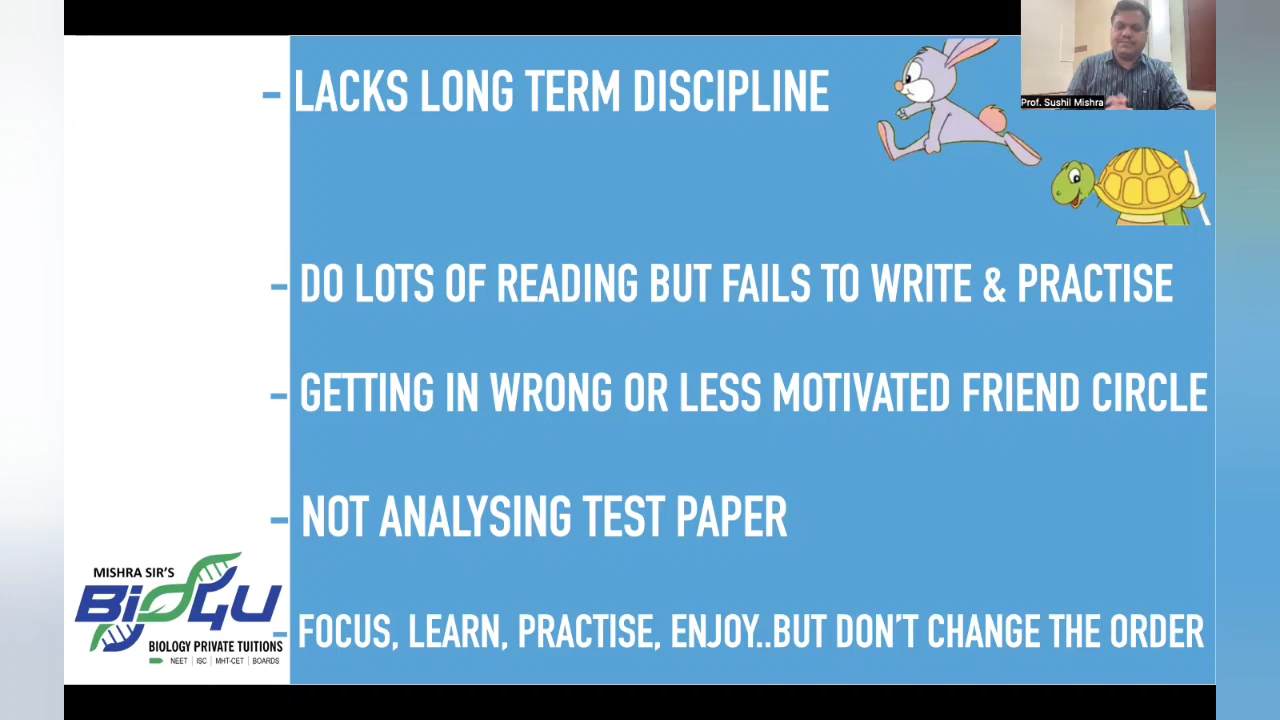 - LACKS LONG TERM DISCIPLINE
Prof. Sushil Mishra
- DO LOTS OF READING BUT FAILS TO WRITE & PRACTISE
- GETTING IN WRONG OR LESS MOTIVATED FRIEND CIRCLE
- NOT ANALYSING TEST PAPER
- FOCUS, LEARN, PRACTISE, ENJOY..BUT DON'T CHANGE THE ORDER
MISHRA SIR'S
BiO4U
BIOLOGY PRIVATE TUITIONS
NEET | ISC | MHT-CET | BOARDS